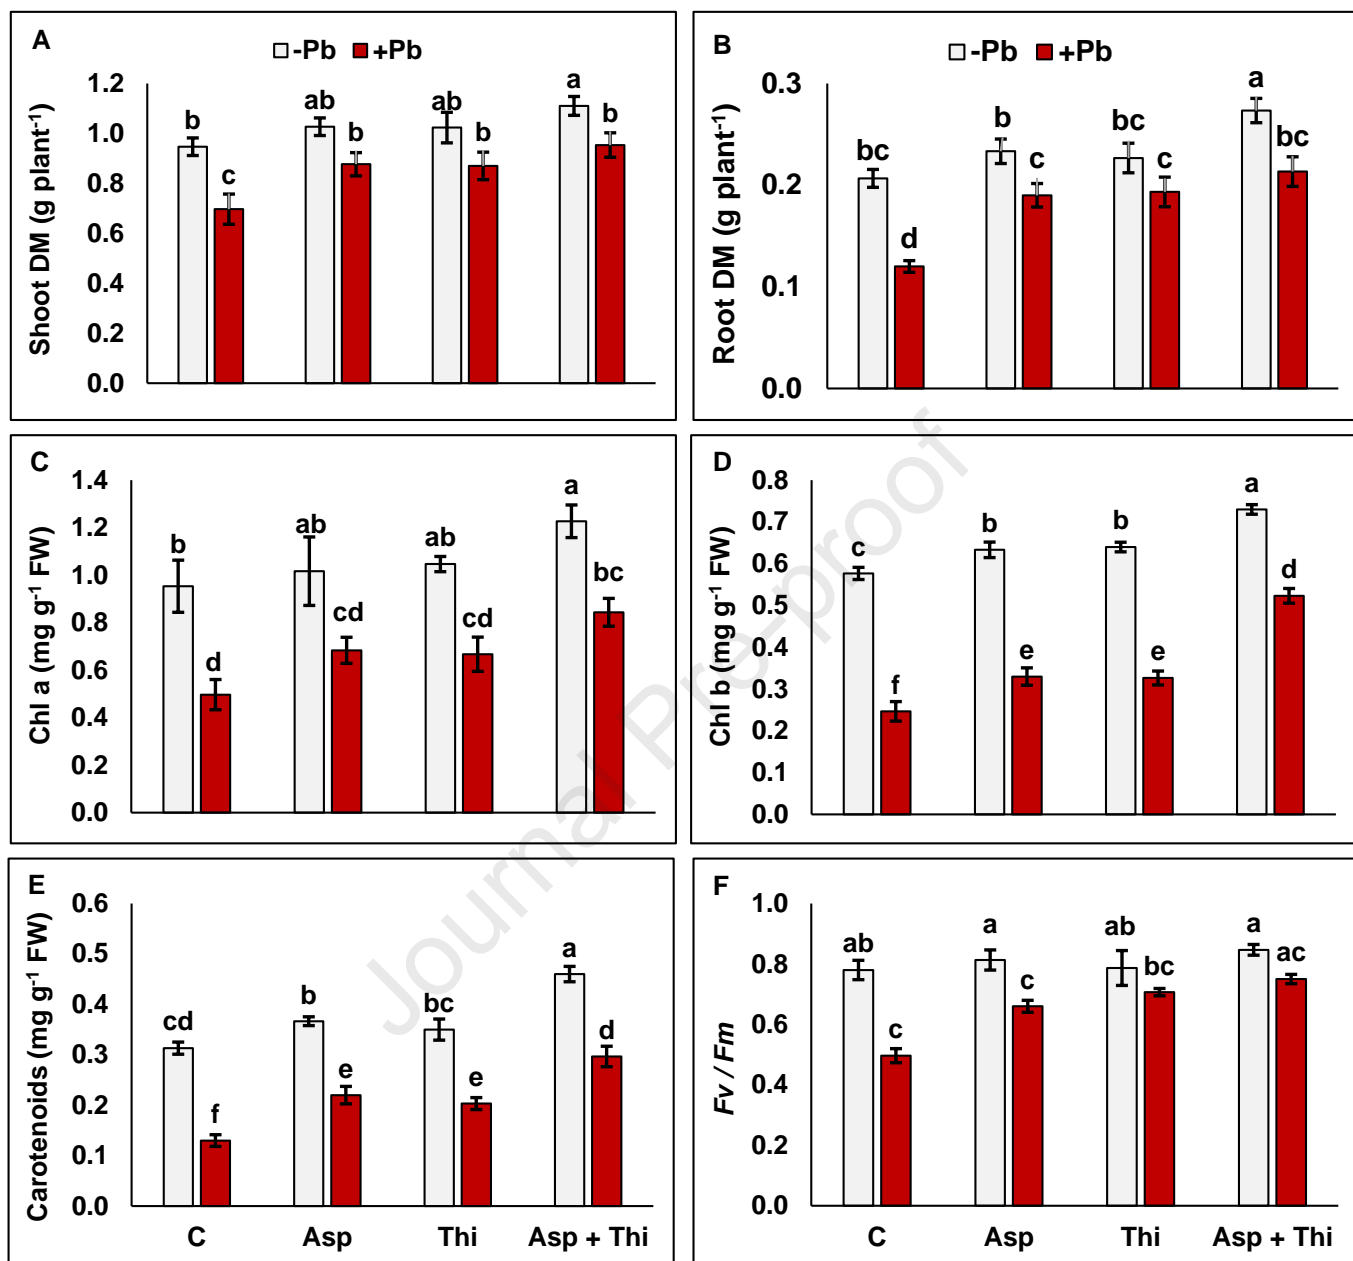 A
-Pb +Pb
Shoot DM (g plant⁻¹)
1.2
1.0
0.8
0.6
0.4
0.2
0.0
b c ab b ab b a b
B
-Pb +Pb
Root DM (g plant⁻¹)
0.3
0.2
0.1
0.0
bc d b c bc c a bc
C
Chl a (mg g⁻¹ FW)
1.4
1.2
1.0
0.8
0.6
0.4
0.2
0.0
b d ab cd ab cd a bc
D
Chl b (mg g⁻¹ FW)
0.8
0.7
0.6
0.5
0.4
0.3
0.2
0.1
0.0
c f b e b e a d
E
Carotenoids (mg g⁻¹ FW)
0.6
0.5
0.4
0.3
0.2
0.1
0.0
cd f b e bc e a d
C Asp Thi Asp + Thi
F
Fv / Fm
1.0
0.8
0.6
0.4
0.2
0.0
ab c a c ab bc a ac
C Asp Thi Asp + Thi
Journal Pre-proof